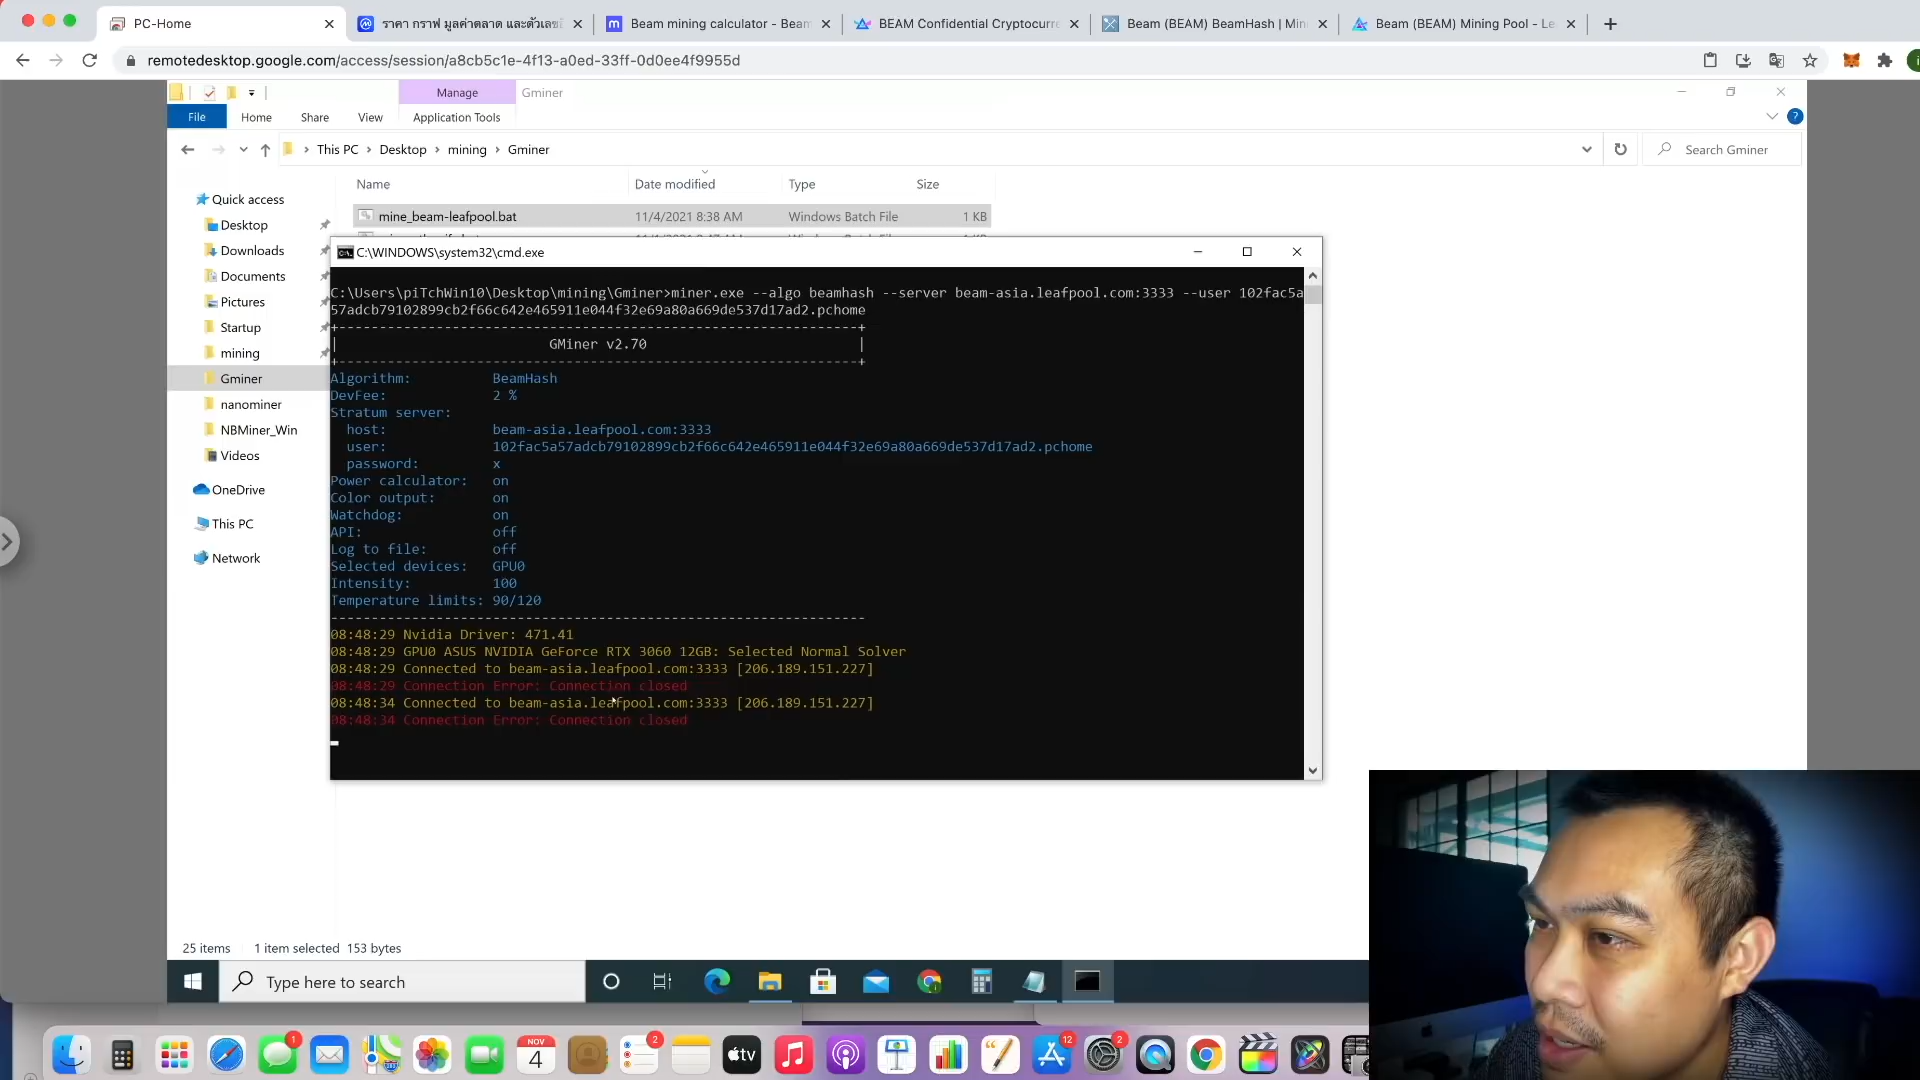 PC-Home
ราคา กราฟ มูลค่าตลาด และตัวเลข
Beam mining calculator - Beam
BEAM Confidential Cryptocurre
Beam (BEAM) BeamHash | Min
Beam (BEAM) Mining Pool - Le
remotedesktop.google.com/access/session/a8cb5c1e-4f13-a0ed-33ff-0d0ee4f9955d
Manage
Gminer
File
Home
Share
View
Application Tools
This PC
Desktop
mining
Gminer
Search Gminer
Name
Date modified
Type
Size
Quick access
Desktop
Downloads
Documents
Pictures
Startup
mining
Gminer
nanominer
NBMiner_Win
Videos
OneDrive
This PC
Network
mine_beam-leafpool.bat
11/4/2021 8:38 AM
Windows Batch File
1 KB
C:\WINDOWS\system32\cmd.exe
C:\Users\piTchWin10\Desktop\mining\Gminer>miner.exe --algo beamhash --server beam-asia.leafpool.com:3333 --user 102fac5a
57adcb79102899cb2f66c642e465911e044f32e69a80a669de537d17ad2.pchome
GMiner v2.70
Algorithm: BeamHash
DevFee: 2 %
Stratum server:
host: beam-asia.leafpool.com:3333
user: 102fac5a57adcb79102899cb2f66c642e465911e044f32e69a80a669de537d17ad2.pchome
password: x
Power calculator: on
Color output: on
Watchdog: on
API: off
Log to file: off
Selected devices: GPU0
Intensity: 100
Temperature limits: 90/120
08:48:29 Nvidia Driver: 471.41
08:48:29 GPU0 ASUS NVIDIA GeForce RTX 3060 12GB: Selected Normal Solver
08:48:29 Connected to beam-asia.leafpool.com:3333 [206.189.151.227]
08:48:29 Connection Error: Connection closed
08:48:34 Connected to beam-asia.leafpool.com:3333 [206.189.151.227]
08:48:34 Connection Error: Connection closed
25 items
1 item selected 153 bytes
Type here to search
1
NOV
4
2
tv
12
2